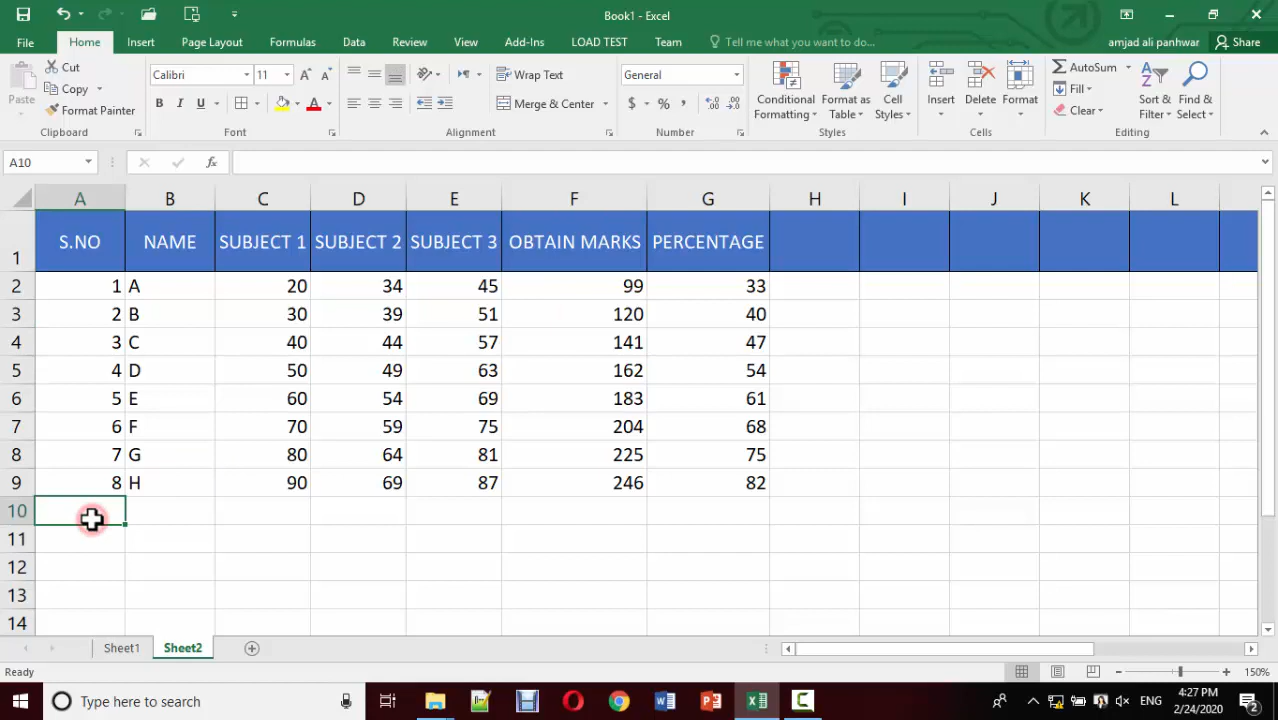 Book1 - Excel
File Home Insert Page Layout Formulas Data Review View Add-Ins LOAD TEST Team Tell me what you want to do... amjad ali panhwar Share
Paste Cut Copy Format Painter Clipboard
Calibri 11 B I U A Font
Wrap Text Merge & Center Alignment
General $ % , Number
Conditional Formatting Format as Table Cell Styles Styles
Insert Delete Format Cells
AutoSum Fill Clear Sort & Filter Find & Select Editing
A10 fx
A B C D E F G H I J K L
1 S.NO NAME SUBJECT 1 SUBJECT 2 SUBJECT 3 OBTAIN MARKS PERCENTAGE
2 1 A 20 34 45 99 33
3 2 B 30 39 51 120 40
4 3 C 40 44 57 141 47
5 4 D 50 49 63 162 54
6 5 E 60 54 69 183 61
7 6 F 70 59 75 204 68
8 7 G 80 64 81 225 75
9 8 H 90 69 87 246 82
10
11
12
13
14
Sheet1 Sheet2
Ready 150%
Type here to search ENG 4:27 PM
2/24/2020 2